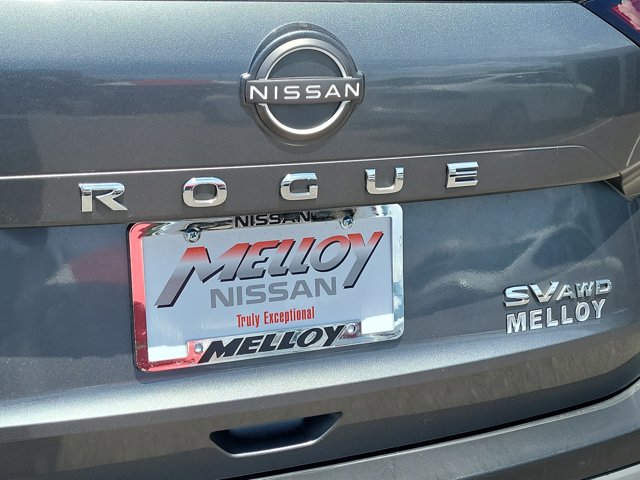 NISSAN
ROGUE
NISSAN
MELLOY
NISSAN
Truly Exceptional
MELLOY
SV AWD
MELLOY